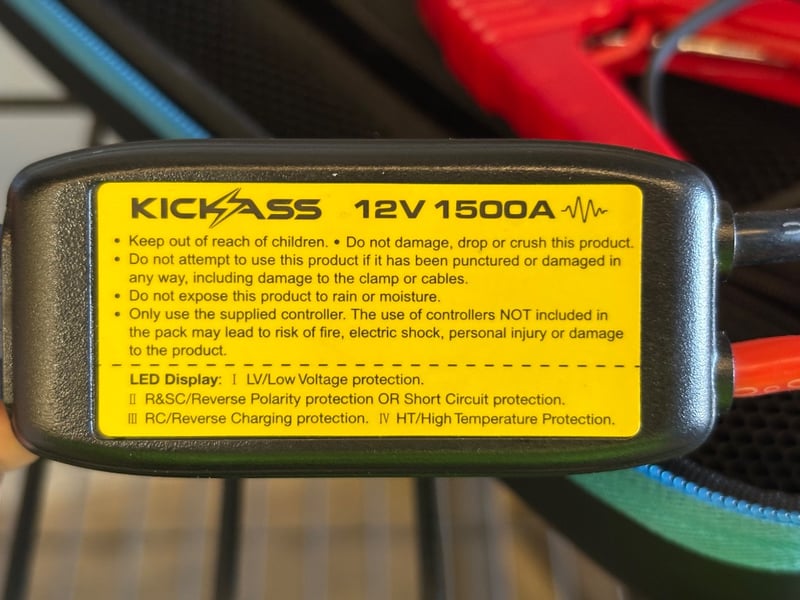 KICKASS 12V 1500A
• Keep out of reach of children. • Do not damage, drop or crush this product.
• Do not attempt to use this product if it has been punctured or damaged in
any way, including damage to the clamp or cables.
• Do not expose this product to rain or moisture.
• Only use the supplied controller. The use of controllers NOT included in
the pack may lead to risk of fire, electric shock, personal injury or damage
to the product.
LED Display: Ⅰ LV/Low Voltage protection.
Ⅱ R&SC/Reverse Polarity protection OR Short Circuit protection.
Ⅲ RC/Reverse Charging protection. Ⅳ HT/High Temperature Protection.